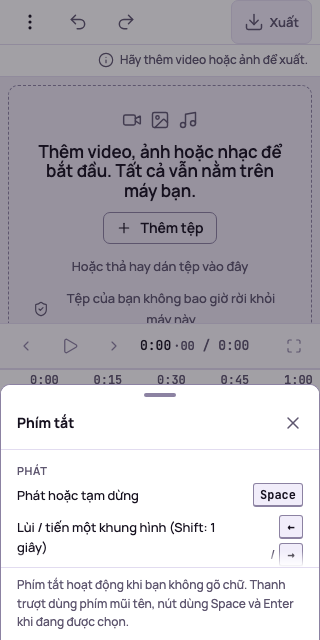 Xuất
Hãy thêm video hoặc ảnh để xuất.
Thêm video, ảnh hoặc nhạc để
bắt đầu. Tất cả vẫn nằm trên
máy bạn.
Thêm tệp
Hoặc thả hay dán tệp vào đây
Tệp của bạn không bao giờ rời khỏi
máy này
0:00·00 / 0:00
0:00 0:15 0:30 0:45 1:00
Phím tắt
PHÁT
Phát hoặc tạm dừng Space
Lùi / tiến một khung hình (Shift: 1 ←
giây) / →
Phím tắt hoạt động khi bạn không gõ chữ. Thanh
trượt dùng phím mũi tên, nút dùng Space và Enter
khi đang được chọn.